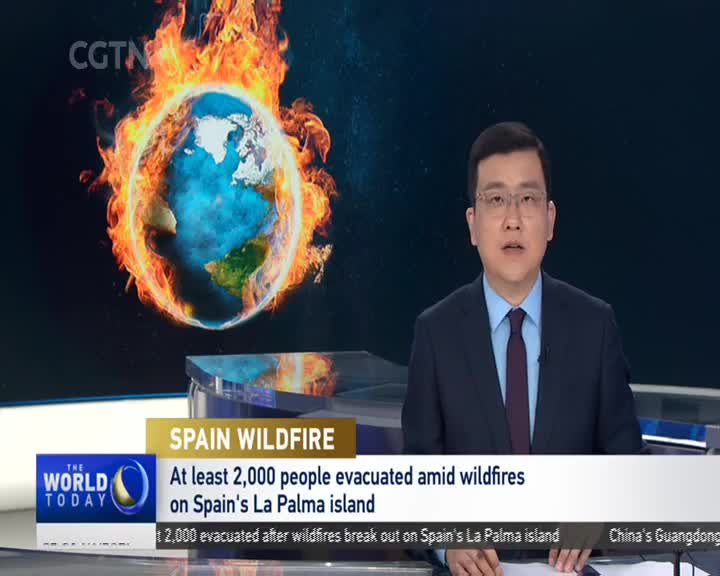 CGTN
SPAIN WILDFIRE
THE
WORLD
TODAY
At least 2,000 people evacuated amid wildfires
on Spain's La Palma island
2,000 evacuated after wildfires break out on Spain's La Palma island China's Guangdong